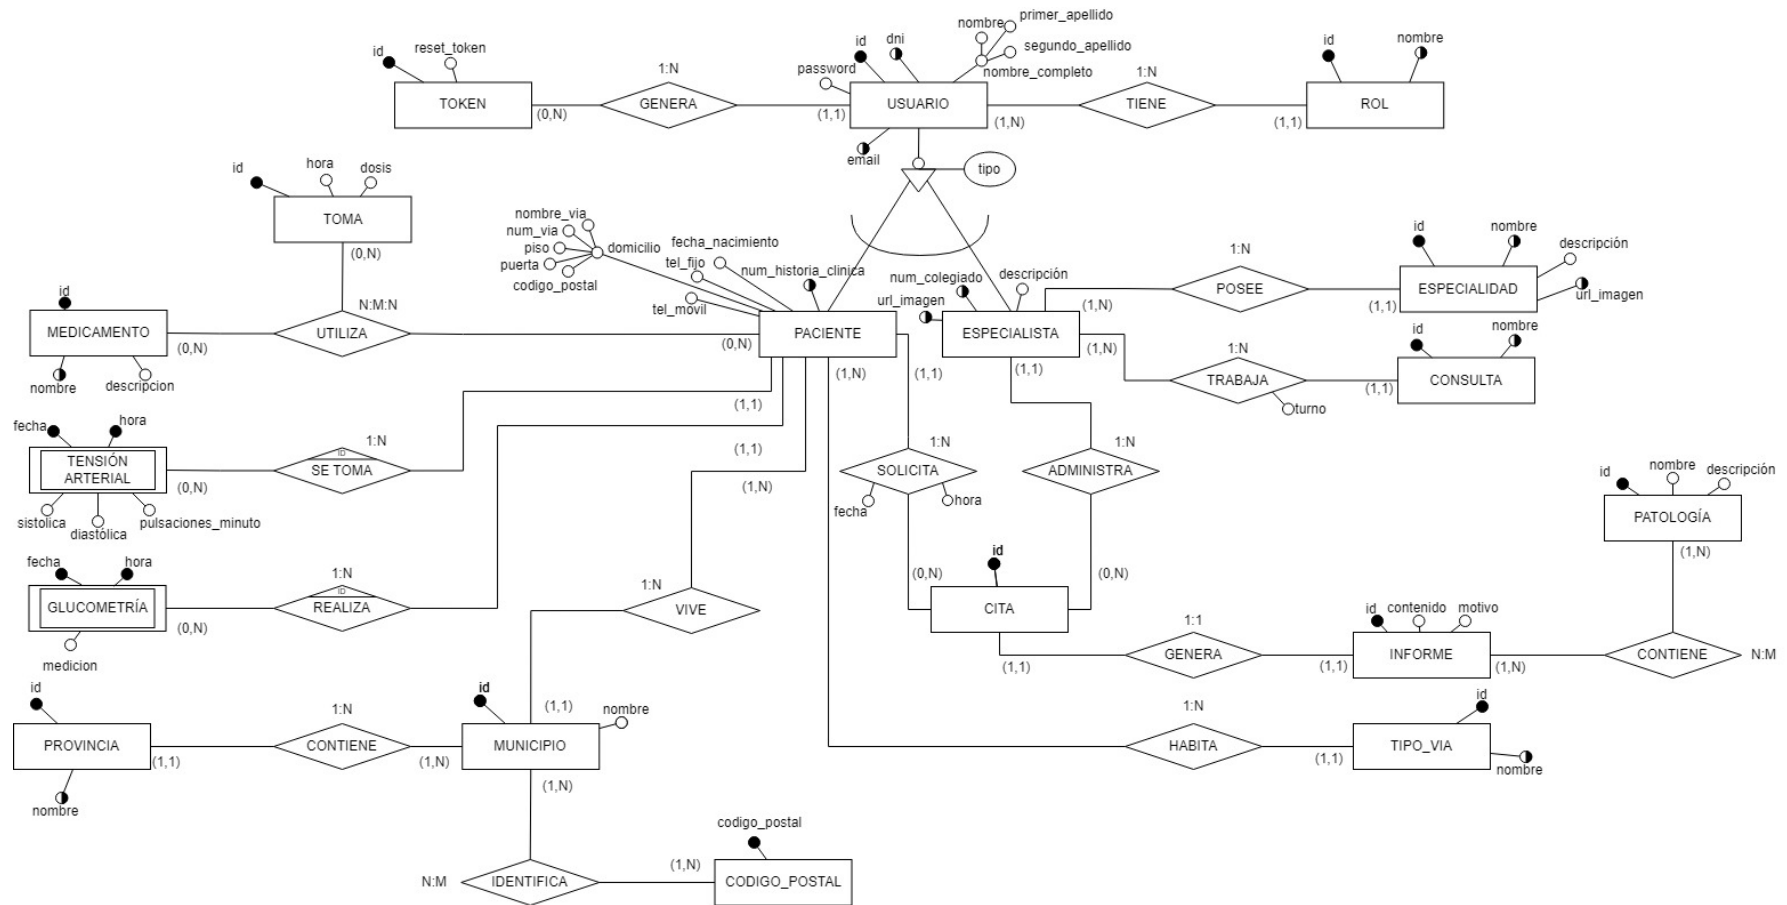 primer_apellido
nombre
segundo_apellido
nombre_completo
id
dni
password
id
reset_token
id
nombre
1:N
1:N
TOKEN
GENERA
USUARIO
TIENE
ROL
(0,N)
(1,1)
(1,N)
(1,1)
email
tipo
id
hora
dosis
TOMA
(0,N)
nombre_via
num_via
piso
puerta
codigo_postal
domicilio
fecha_nacimiento
tel_fijo
num_historia_clinica
tel_movil
num_colegiado
descripción
url_imagen
1:N
id
nombre
descripción
url_imagen
POSEE
ESPECIALIDAD
(1,N)
(1,1)
id
N:M:N
MEDICAMENTO
UTILIZA
PACIENTE
ESPECIALISTA
(0,N)
(0,N)
(1,N)
(1,1)
(1,1)
(1,N)
nombre
descripcion
1:N
id
nombre
TRABAJA
CONSULTA
(1,1)
turno
fecha
hora
1:N
(1,1)
TENSIÓN
ARTERIAL
ID
SE TOMA
(0,N)
sistolica
diastólica
pulsaciones_minuto
(1,1)
(1,N)
1:N
SOLICITA
fecha
hora
1:N
ADMINISTRA
id
nombre
descripción
PATOLOGÍA
(1,N)
fecha
hora
1:N
GLUCOMETRÍA
ID
REALIZA
(0,N)
medicion
1:N
VIVE
id
(0,N)
(0,N)
CITA
(1,1)
1:1
GENERA
(1,1)
id
contenido
motivo
INFORME
(1,N)
CONTIENE
N:M
id
PROVINCIA
(1,1)
nombre
1:N
CONTIENE
(1,N)
id
(1,1)
nombre
MUNICIPIO
(1,N)
1:N
HABITA
(1,1)
id
TIPO_VIA
nombre
N:M
IDENTIFICA
(1,N)
codigo_postal
CODIGO_POSTAL